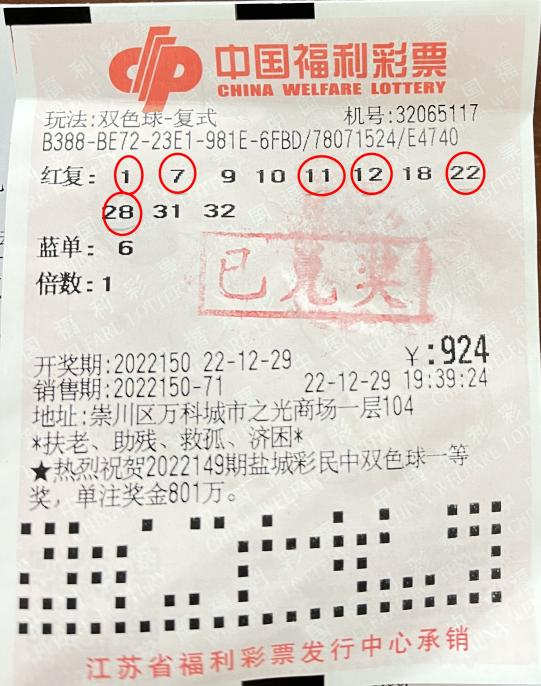 中国福利彩票
CHINA WELFARE LOTTERY
玩法:双色球-复式 机号:32065117
B388-BE72-23E1-981E-6FBD/78071524/E4740
红复: 1 7 9 10 11 12 18 22
28 31 32
蓝单: 6
倍数:1
已兑奖
开奖期:2022150 22-12-29 ￥:924
销售期:2022150-71 22-12-29 19:39:24
地址:崇川区万科城市之光商场一层104
*扶老、助残、救孤、济困*
★热烈祝贺2022149期盐城彩民中双色球一等
奖，单注奖金801万。
江苏省福利彩票发行中心承销